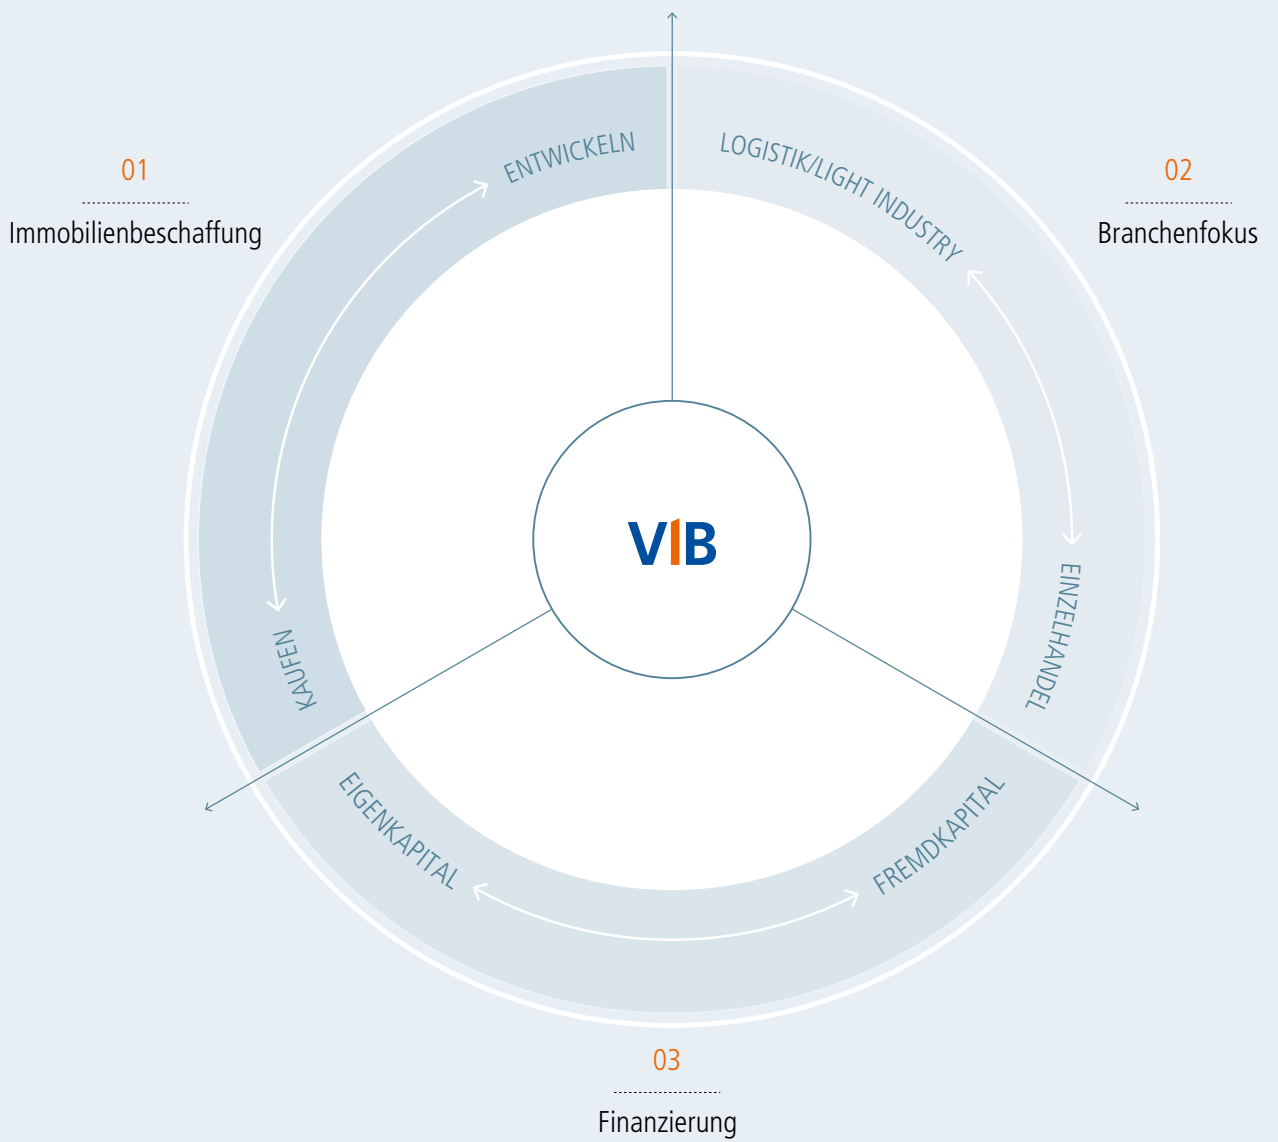 01
Immobilienbeschaffung
ENTWICKELN
KAUFEN
02
Branchenfokus
LOGISTIK/LIGHT INDUSTRY
EINZELHANDEL
VIB
EIGENKAPITAL
FREMDKAPITAL
03
Finanzierung